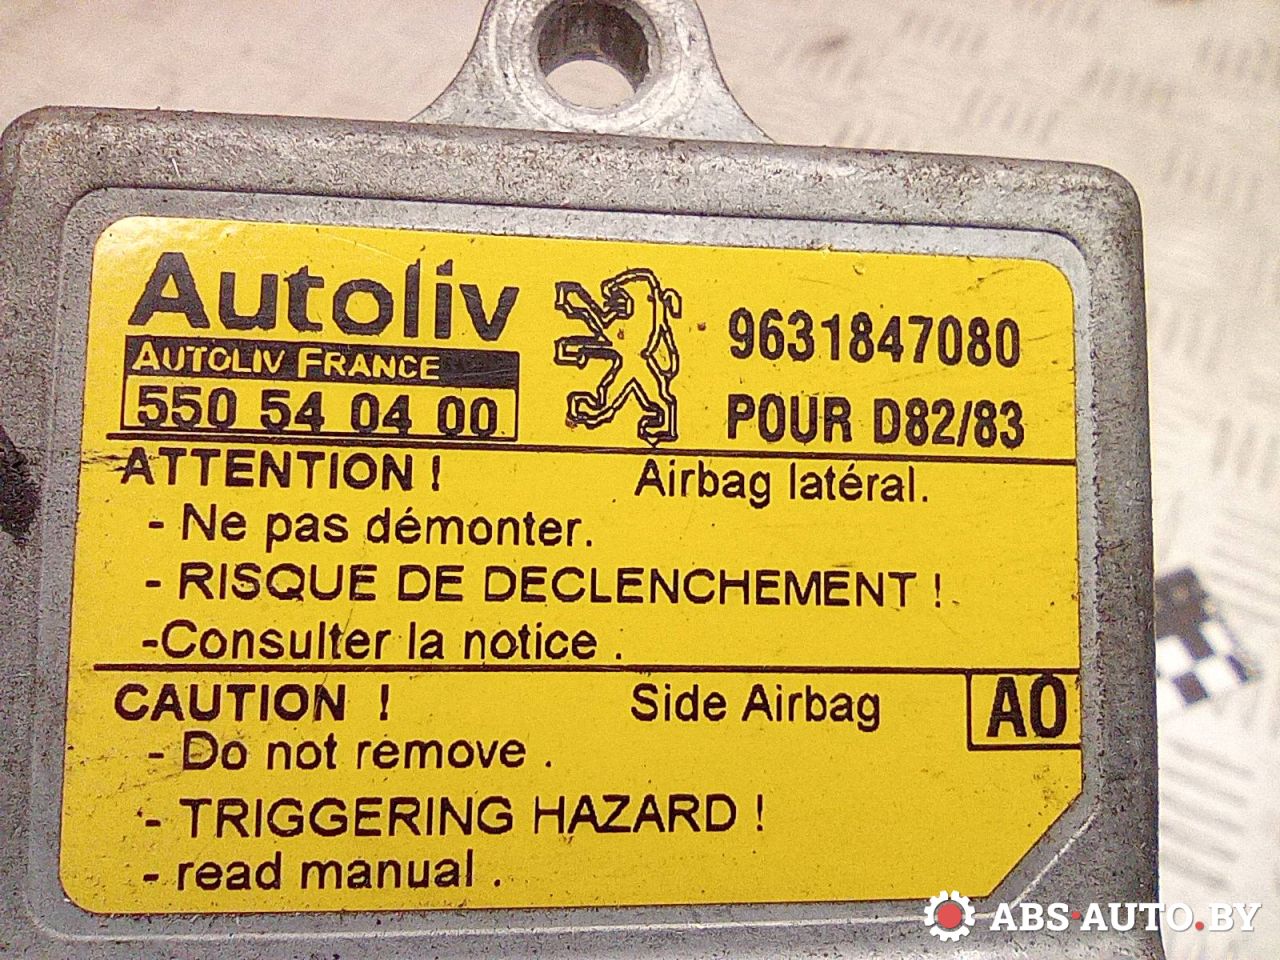 Autoliv
AUTOLIV FRANCE
550 54 04 00
9631847080
POUR D82/83
ATTENTION ! Airbag latéral.
- Ne pas démonter.
- RISQUE DE DECLENCHEMENT !
-Consulter la notice .
CAUTION ! Side Airbag A0
- Do not remove .
- TRIGGERING HAZARD !
- read manual .
ABS-AUTO.BY